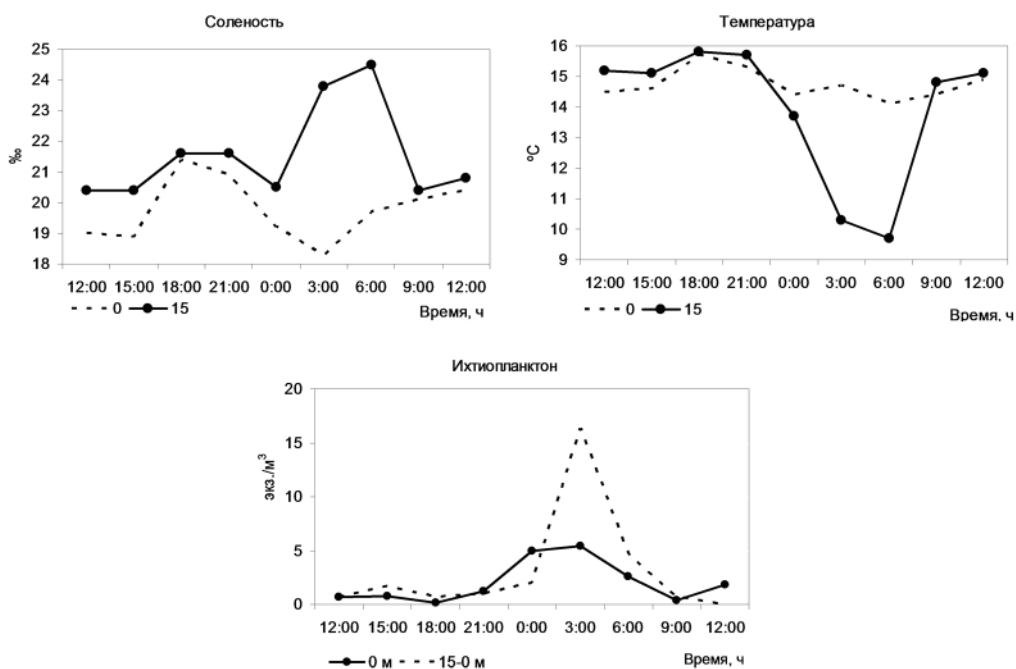 Соленость
25
24
23
22
21
20
19
18
‰
12:00 15:00 18:00 21:00 0:00 3:00 6:00 9:00 12:00
0 15
Время, ч
Температура
16
15
14
13
12
11
10
9
°C
12:00 15:00 18:00 21:00 0:00 3:00 6:00 9:00 12:00
0 15
Время, ч
Ихтиопланктон
20
15
10
5
0
экз./м³
12:00 15:00 18:00 21:00 0:00 3:00 6:00 9:00 12:00
0 м 15-0 м
Время, ч